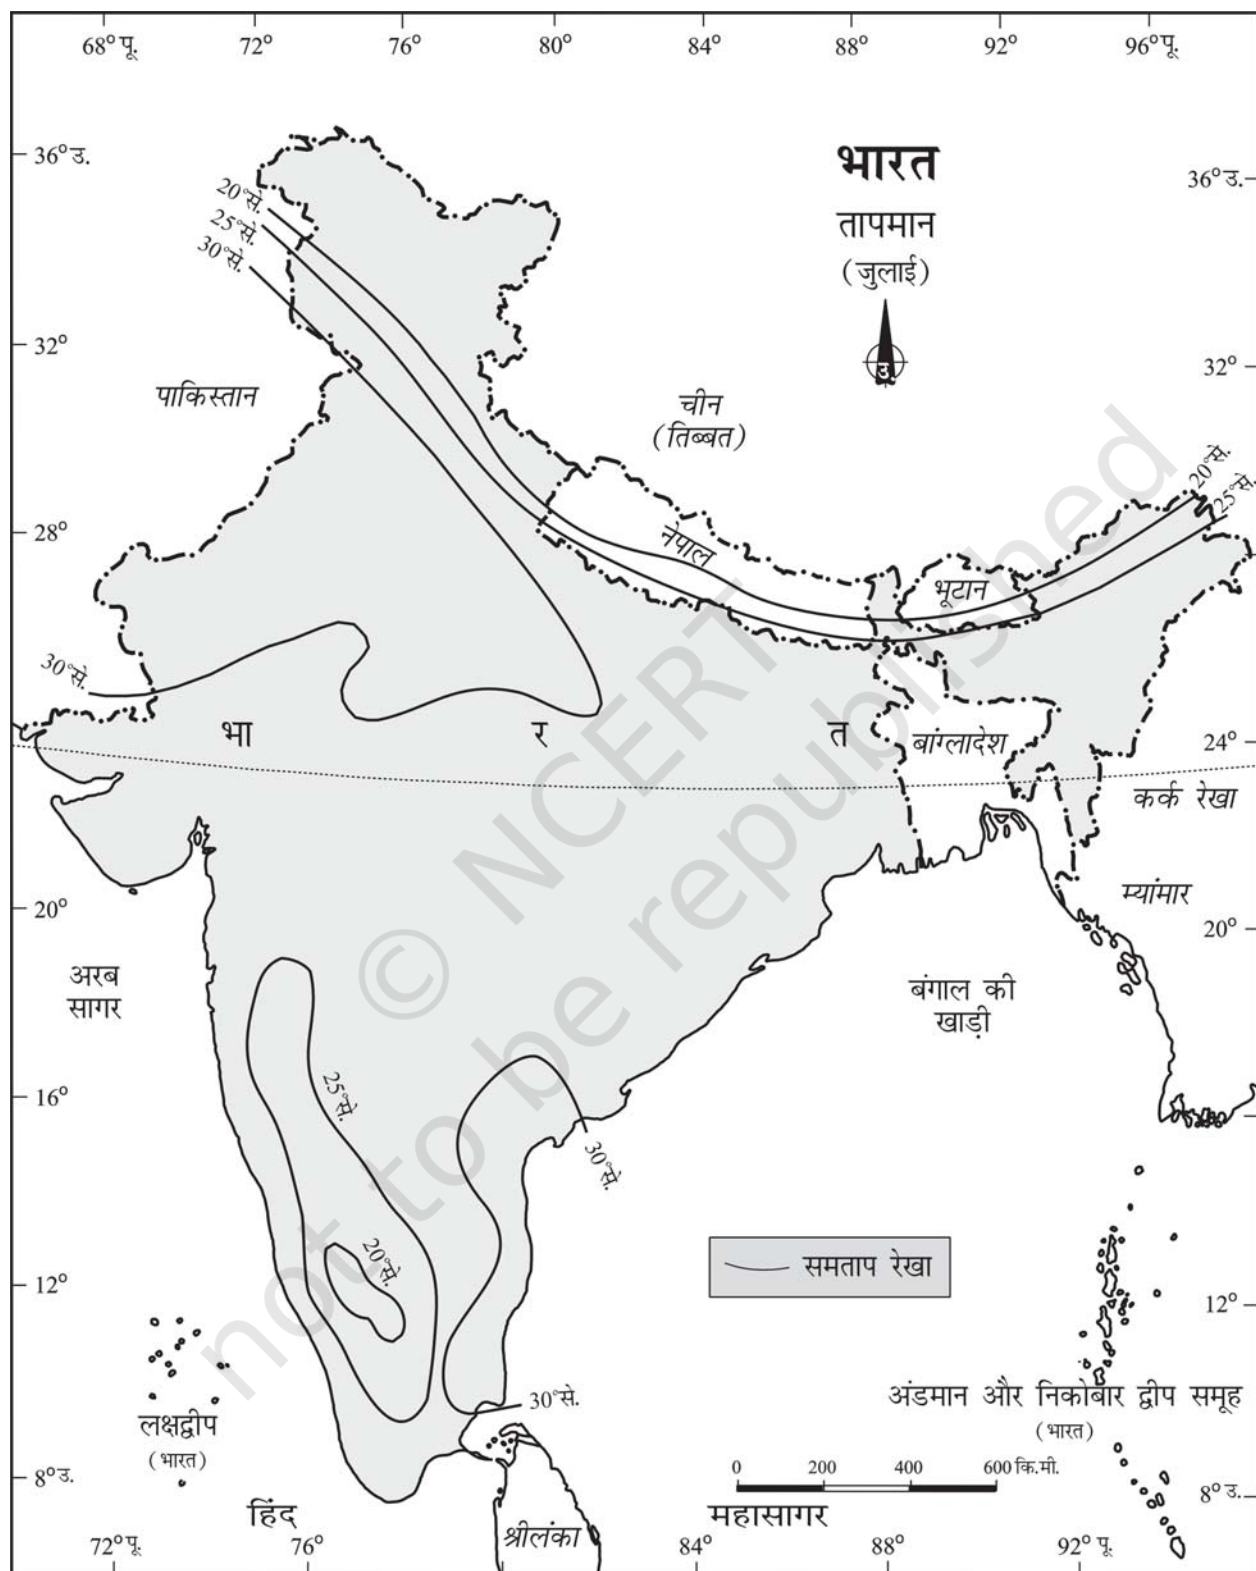 68° पू.
72°
76°
80°
84°
88°
92°
96° पू.
36° उ.
भारत
तापमान
(जुलाई)
36° उ.
20°से.
25°से.
30°से.
उ
32°
32°
पाकिस्तान
चीन
(तिब्बत)
20°से.
25°से.
28°
नेपाल
भूटान
30°से.
भा
र
त
बांग्लादेश
24°
कर्क रेखा
म्यांमार
20°
20°
अरब
सागर
बंगाल की
खाड़ी
© NCERT
not to be republished
16°
25°से.
30°से.
20°से.
समताप रेखा
12°
12°
30°से.
अंडमान और निकोबार द्वीप समूह
(भारत)
लक्षद्वीप
(भारत)
0 200 400 600 कि.मी.
8°उ.
8° उ.
हिंद
महासागर
श्रीलंका
72° पू.
76°
84°
88°
92° पू.